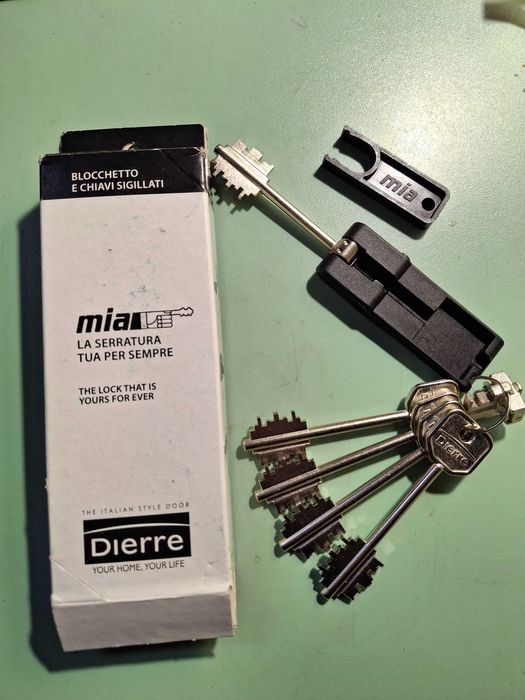 BLOCCHETTO
E CHIAVI SIGILLATI
mia
LA SERRATURA
TUA PER SEMPRE
THE LOCK THAT IS
YOURS FOR EVER
THE ITALIAN STYLE DOOR
Dierre
YOUR HOME, YOUR LIFE
mia
Dierre